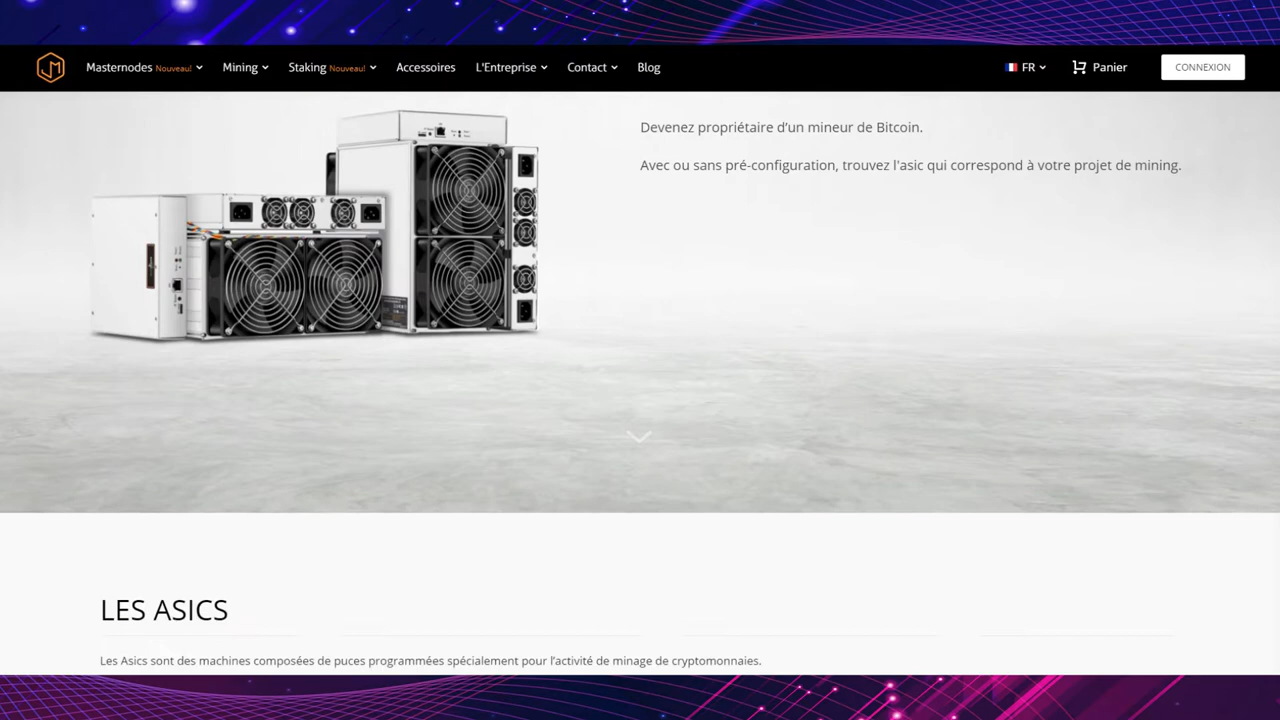 Masternodes Nouveau! Mining Staking Nouveau! Accessoires L'Entreprise Contact Blog FR Panier CONNEXION
Devenez propriétaire d’un mineur de Bitcoin.
Avec ou sans pré-configuration, trouvez l'asic qui correspond à votre projet de mining.
LES ASICS
Les Asics sont des machines composées de puces programmées spécialement pour l’activité de minage de cryptomonnaies.